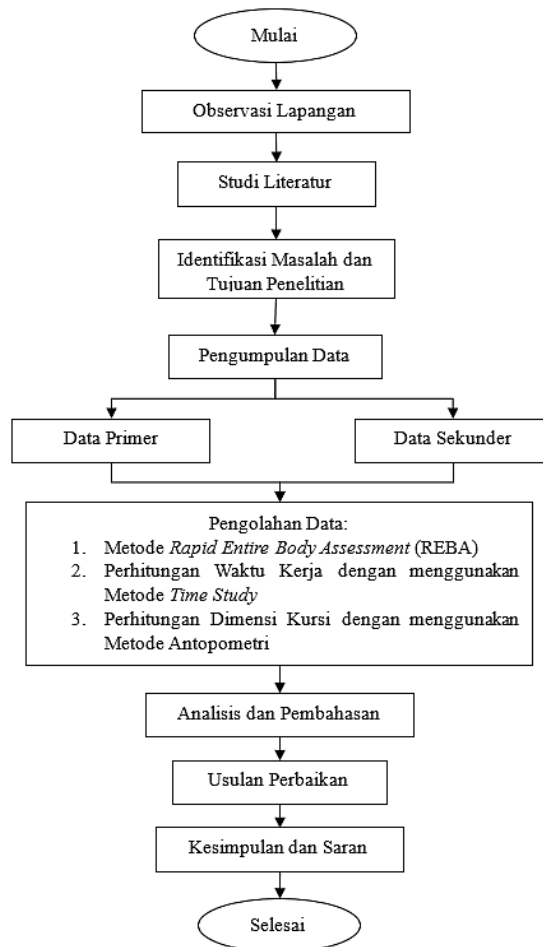 Mulai
Observasi Lapangan
Studi Literatur
Identifikasi Masalah dan
Tujuan Penelitian
Pengumpulan Data
Data Primer
Data Sekunder
Pengolahan Data:
1. Metode Rapid Entire Body Assessment (REBA)
2. Perhitungan Waktu Kerja dengan menggunakan
Metode Time Study
3. Perhitungan Dimensi Kursi dengan menggunakan
Metode Antopometri
Analisis dan Pembahasan
Usulan Perbaikan
Kesimpulan dan Saran
Selesai